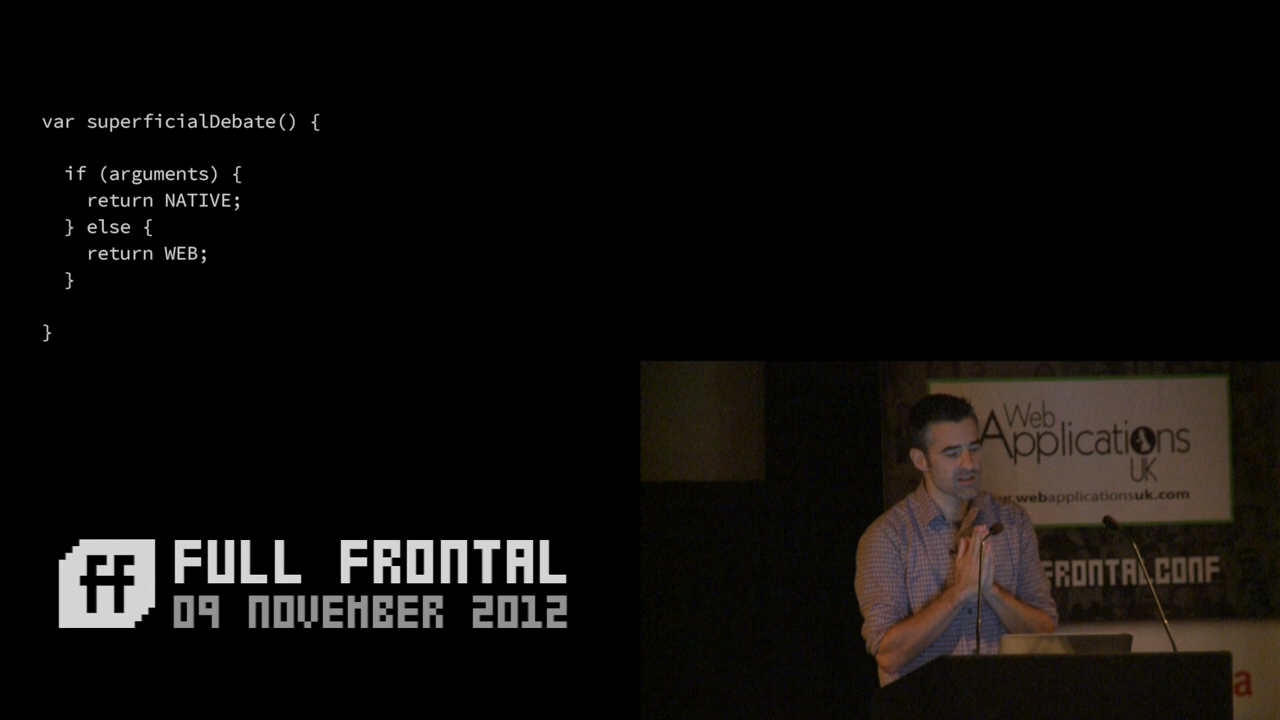 var superficialDebate() {
if (arguments) {
return NATIVE;
} else {
return WEB;
}
}
ff FULL FRONTAL
09 NOVEMBER 2012
Web
Applications
UK
.webapplicationsuk.com
FRONTALCONF
a